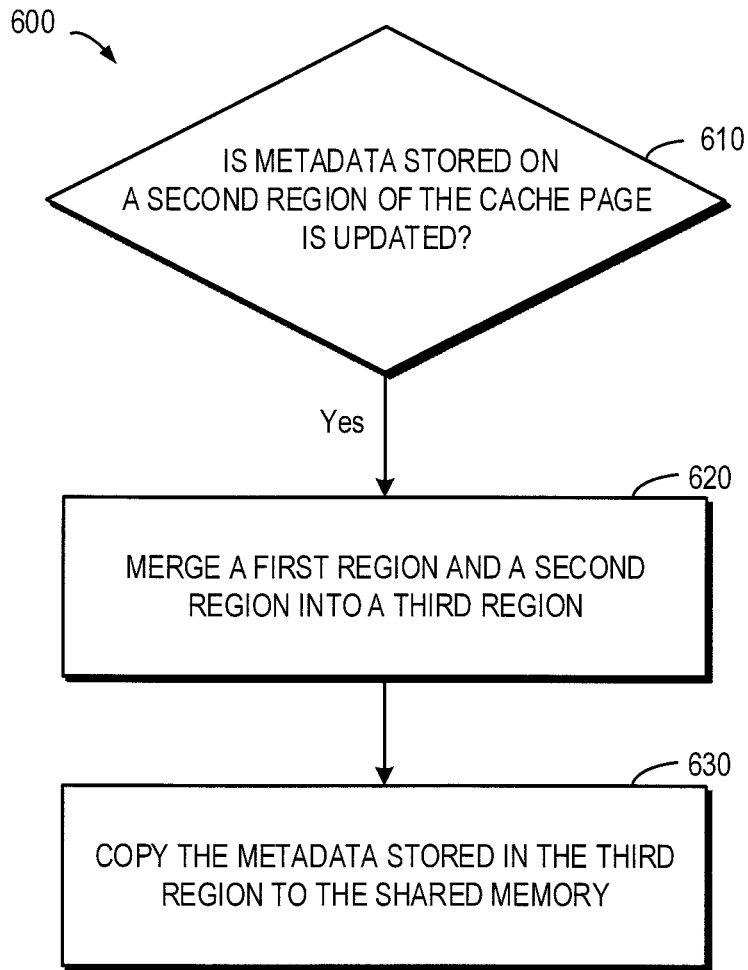 600
610
IS METADATA STORED ON
A SECOND REGION OF THE CACHE PAGE
IS UPDATED?
Yes
620
MERGE A FIRST REGION AND A SECOND
REGION INTO A THIRD REGION
630
COPY THE METADATA STORED IN THE THIRD
REGION TO THE SHARED MEMORY